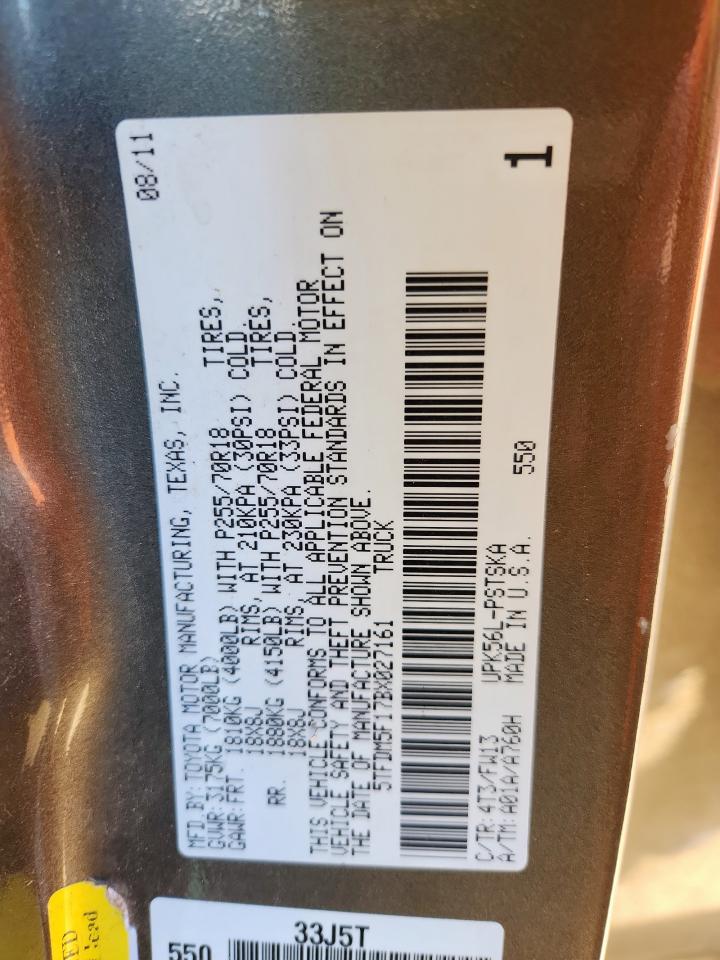 08/11
MFD BY: TOYOTA MOTOR MANUFACTURING, TEXAS, INC.
GVWR: 3175KG (7000LB)
GAWR: FRT. 1810KG (4000LB) WITH P255/70R18 TIRES,
18X8J RIMS, AT 210KPA (30PSI) COLD
RR. 1880KG (4150LB) WITH P255/70R18 TIRES,
18X8J RIMS, AT 230KPA (33PSI) COLD
THIS VEHICLE CONFORMS TO ALL APPLICABLE FEDERAL MOTOR
VEHICLE SAFETY AND THEFT PREVENTION STANDARDS IN EFFECT ON
THE DATE OF MANUFACTURE SHOWN ABOVE.
5TFDM5F17BX027161 TRUCK
C/TR: 4T3/FW13 UPK56L-PSTSKA 550
A/TM: A01A/A760H MADE IN U.S.A.
1
33J5T
550